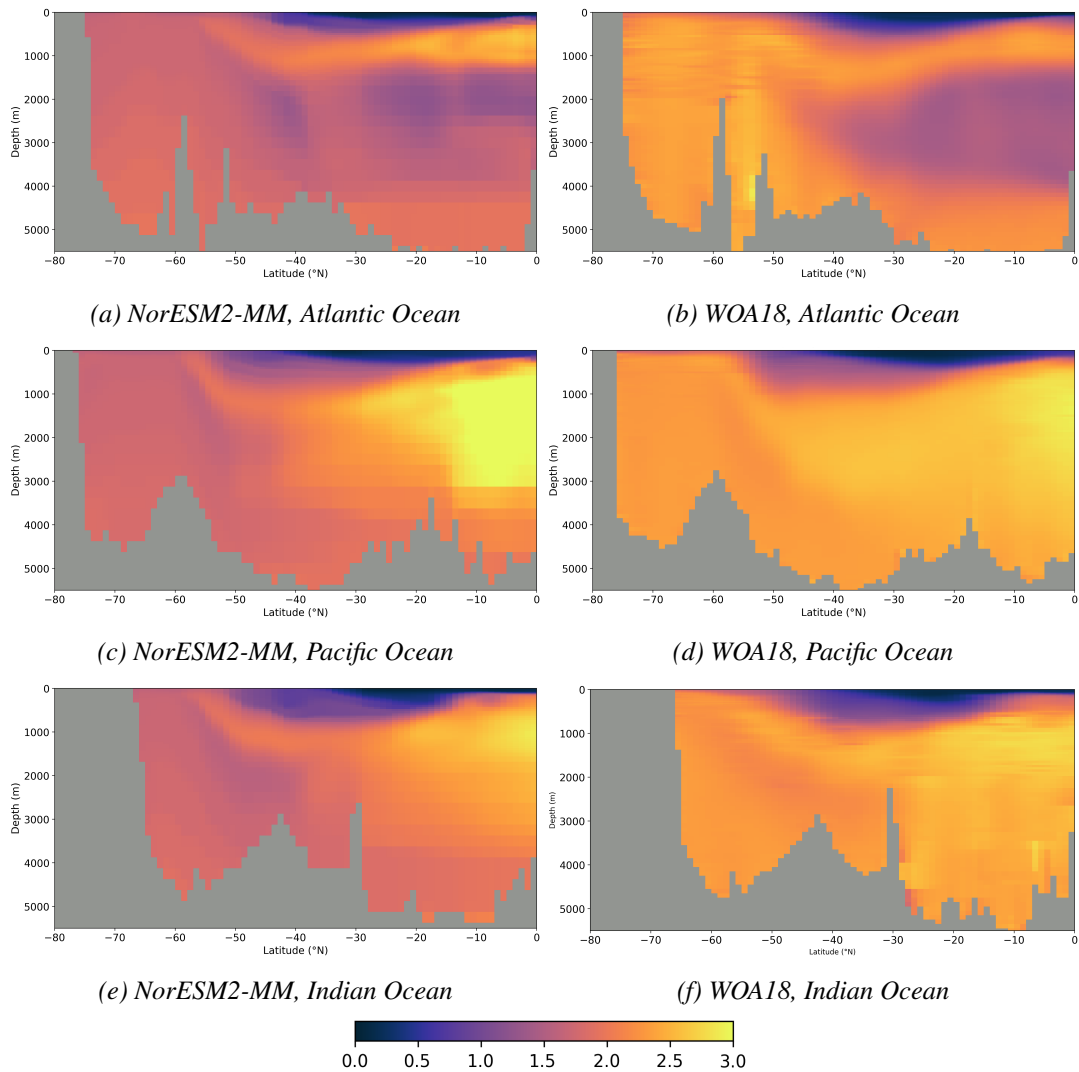 0
1000
2000
3000
4000
5000
Depth (m)
−80 −70 −60 −50 −40 −30 −20 −10 0
Latitude (°N)
(a) NorESM2-MM, Atlantic Ocean
0
1000
2000
3000
4000
5000
Depth (m)
−80 −70 −60 −50 −40 −30 −20 −10 0
Latitude (°N)
(b) WOA18, Atlantic Ocean
0
1000
2000
3000
4000
5000
Depth (m)
−80 −70 −60 −50 −40 −30 −20 −10 0
Latitude (°N)
(c) NorESM2-MM, Pacific Ocean
0
1000
2000
3000
4000
5000
Depth (m)
−80 −70 −60 −50 −40 −30 −20 −10 0
Latitude (°N)
(d) WOA18, Pacific Ocean
0
1000
2000
3000
4000
5000
Depth (m)
−80 −70 −60 −50 −40 −30 −20 −10 0
Latitude (°N)
(e) NorESM2-MM, Indian Ocean
0
1000
2000
3000
4000
5000
Depth (m)
−80 −70 −60 −50 −40 −30 −20 −10 0
Latitude (°N)
(f) WOA18, Indian Ocean
0.0 0.5 1.0 1.5 2.0 2.5 3.0